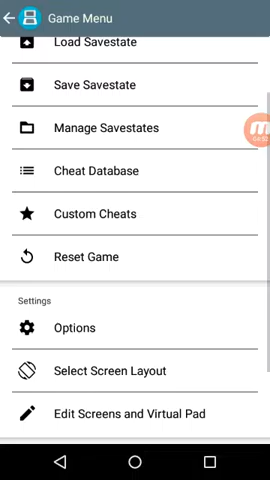 Game Menu
Load Savestate
Save Savestate
Manage Savestates
Cheat Database
Custom Cheats
Reset Game
Settings
Options
Select Screen Layout
Edit Screens and Virtual Pad